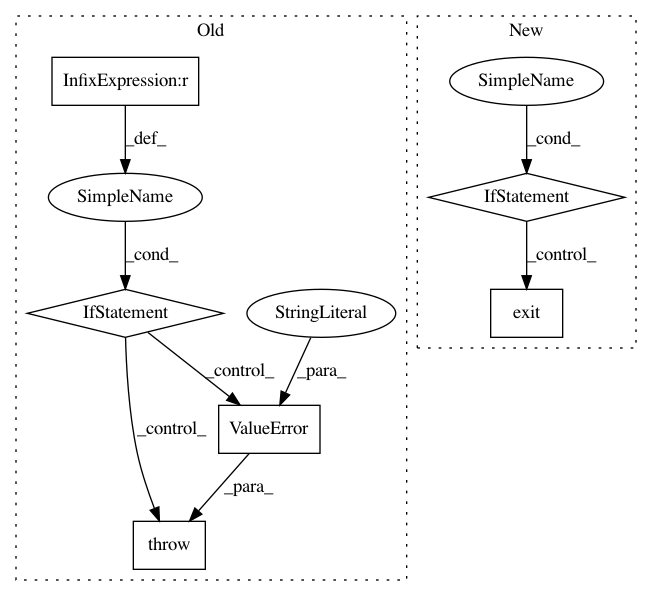 Old
New
InfixExpression:r
SimpleName
_def_
_cond_
SimpleName
IfStatement
_cond_
_control_
IfStatement
StringLiteral
exit
_control_
_para_
_control_
ValueError
_para_
throw